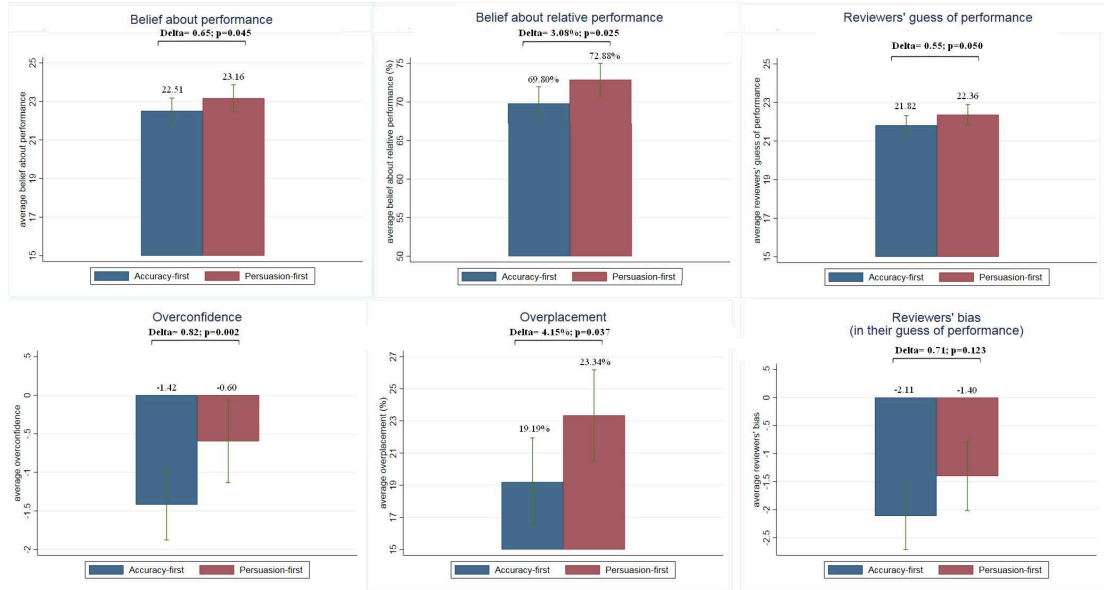 Belief about performance
Delta= 0.65; p=0.045
25
23
21
19
17
15
average belief about performance
22.51
23.16
Accuracy-first
Persuasion-first
Belief about relative performance
Delta= 3.08%; p=0.025
75
70
65
60
55
50
average belief about relative performance (%)
69.80%
72.88%
Accuracy-first
Persuasion-first
Reviewers' guess of performance
Delta= 0.55; p=0.050
25
23
21
19
17
15
average reviewers' guess of performance
21.82
22.36
Accuracy-first
Persuasion-first
Overconfidence
Delta= 0.82; p=0.002
.5
0
-.5
-1
-1.5
-2
average overconfidence
-1.42
-0.60
Accuracy-first
Persuasion-first
Overplacement
Delta= 4.15%; p=0.037
27
25
23
21
19
17
15
average overplacement (%)
19.19%
23.34%
Accuracy-first
Persuasion-first
Reviewers' bias
(in their guess of performance)
Delta= 0.71; p=0.123
.5
0
-.5
-1
-1.5
-2
-2.5
average reviewers' bias
-2.11
-1.40
Accuracy-first
Persuasion-first